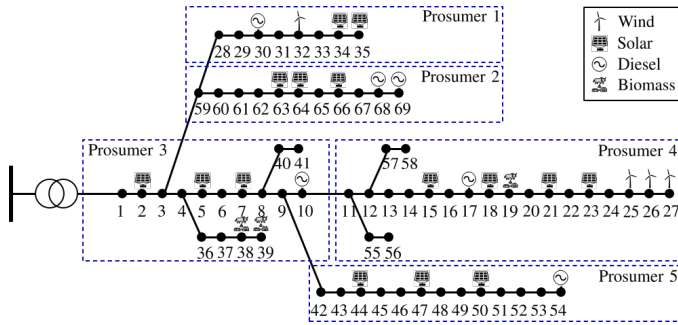 Prosumer 1
28 29 30 31 32 33 34 35
Prosumer 2
59 60 61 62 63 64 65 66 67 68 69
Wind
Solar
Diesel
Biomass
Prosumer 3
40 41
1 2 3 4 5 6 7 8 9 10
36 37 38 39
Prosumer 4
57 58
11 12 13 14 15 16 17 18 19 20 21 22 23 24 25 26 27
55 56
Prosumer 5
42 43 44 45 46 47 48 49 50 51 52 53 54